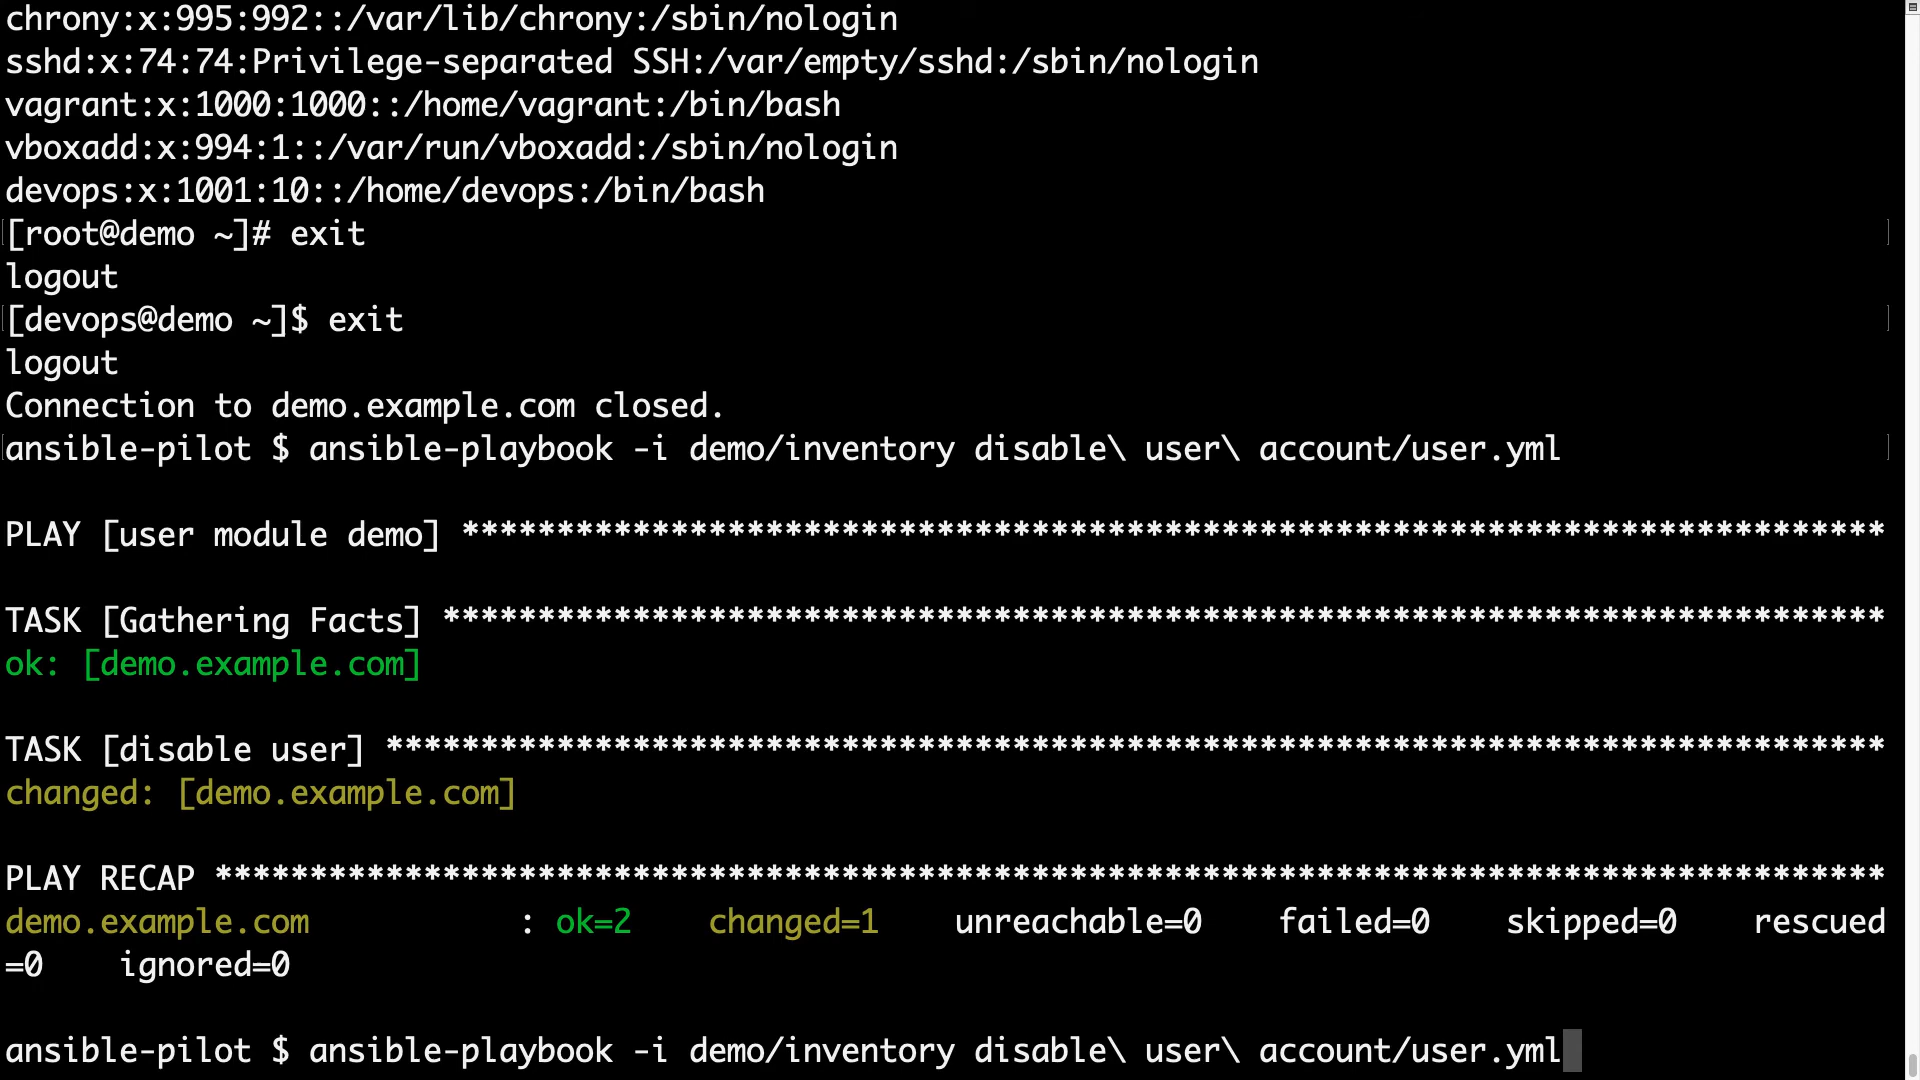 chrony:x:995:992::/var/lib/chrony:/sbin/nologin
sshd:x:74:74:Privilege-separated SSH:/var/empty/sshd:/sbin/nologin
vagrant:x:1000:1000::/home/vagrant:/bin/bash
vboxadd:x:994:1::/var/run/vboxadd:/sbin/nologin
devops:x:1001:10::/home/devops:/bin/bash
[root@demo ~]# exit
logout
[devops@demo ~]$ exit
logout
Connection to demo.example.com closed.
ansible-pilot $ ansible-playbook -i demo/inventory disable\ user\ account/user.yml
PLAY [user module demo] ***************************************************************************
TASK [Gathering Facts] ****************************************************************************
ok: [demo.example.com]
TASK [disable user] *******************************************************************************
changed: [demo.example.com]
PLAY RECAP ****************************************************************************************
demo.example.com           : ok=2    changed=1    unreachable=0    failed=0    skipped=0    rescued
=0    ignored=0
ansible-pilot $ ansible-playbook -i demo/inventory disable\ user\ account/user.yml